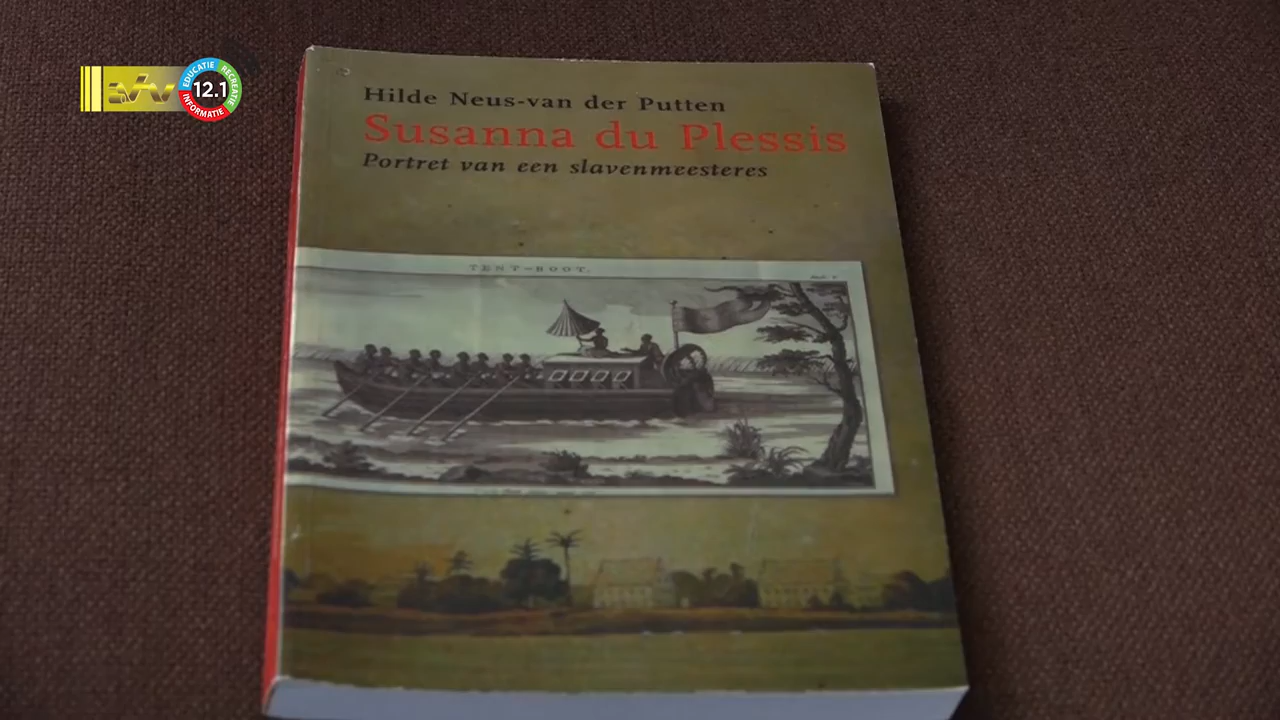 EDUCATIE
RECREATIE
INFORMATIE
12.1
Hilde Neus-van der Putten
Susanna du Plessis
Portret van een slavenmeesteres
TENT-BOOT.